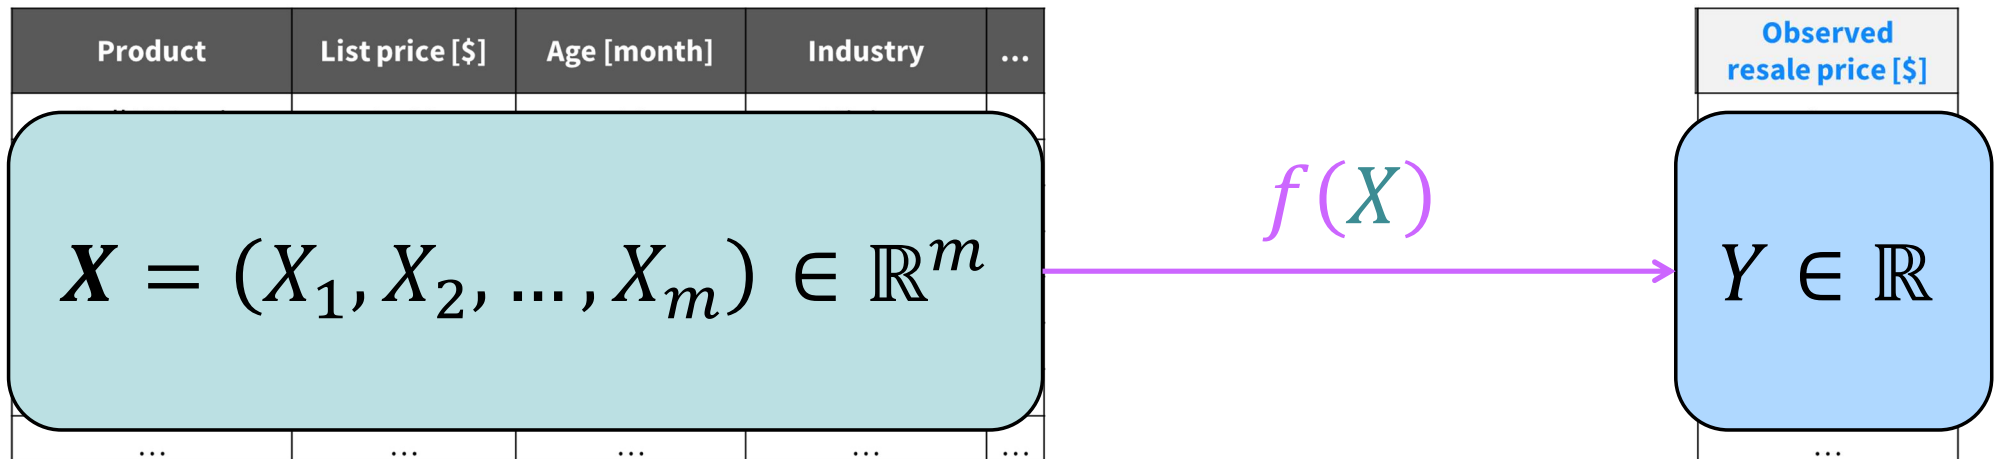 Product List price [$] Age [month] Industry ... Observed
resale price [$]
f(X)
X = (X₁, X₂, ..., Xₘ) ∈ ℝᵐ Y ∈ ℝ
... ... ... ... ... ...